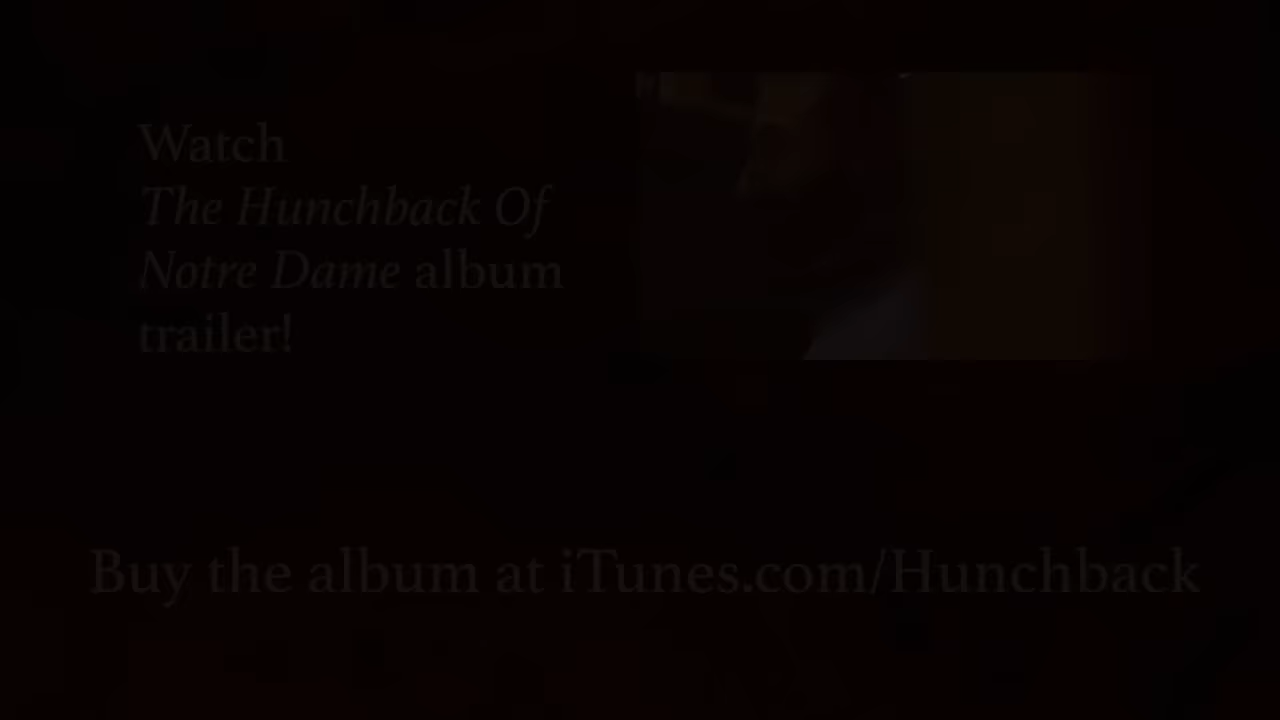 Watch
The Hunchback Of
Notre Dame album
trailer!
Buy the album at iTunes.com/Hunchback